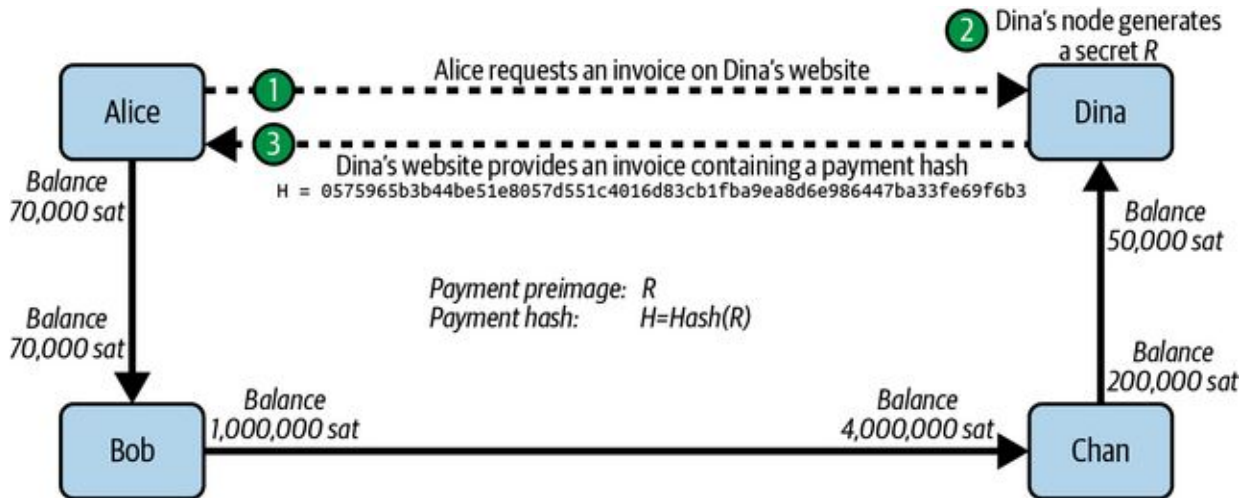 2
Dina's node generates
a secret R
Alice requests an invoice on Dina's website
Alice
1
Dina
3
Dina's website provides an invoice containing a payment hash
H = 0575965b3b44be51e8057d551c4016d83cb1fba9ea8d6e986447ba33fe69f6b3
Balance
70,000 sat
Balance
50,000 sat
Payment preimage: R
Payment hash: H=Hash(R)
Balance
70,000 sat
Balance
200,000 sat
Bob
Balance
1,000,000 sat
Balance
4,000,000 sat
Chan